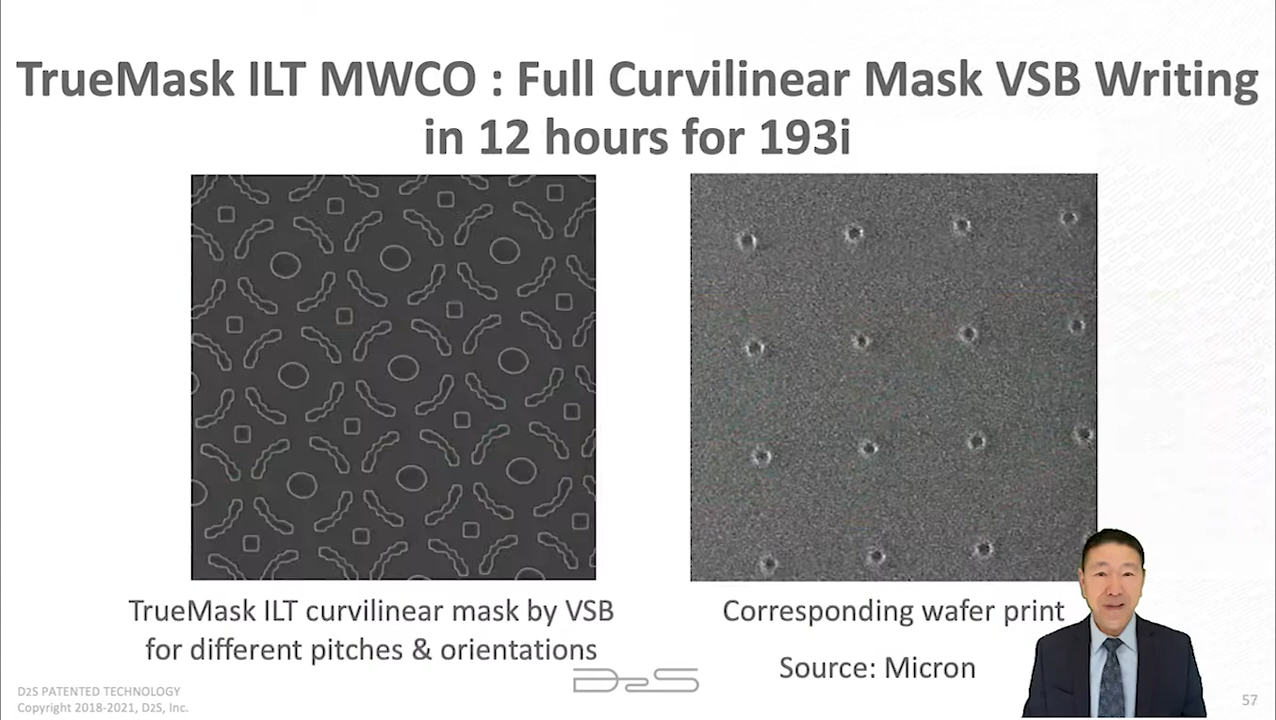 TrueMask ILT MWCO : Full Curvilinear Mask VSB Writing
in 12 hours for 193i
TrueMask ILT curvilinear mask by VSB
for different pitches & orientations
Corresponding wafer print
Source: Micron
D2S
D2S PATENTED TECHNOLOGY
Copyright 2018-2021, D2S, Inc.
57